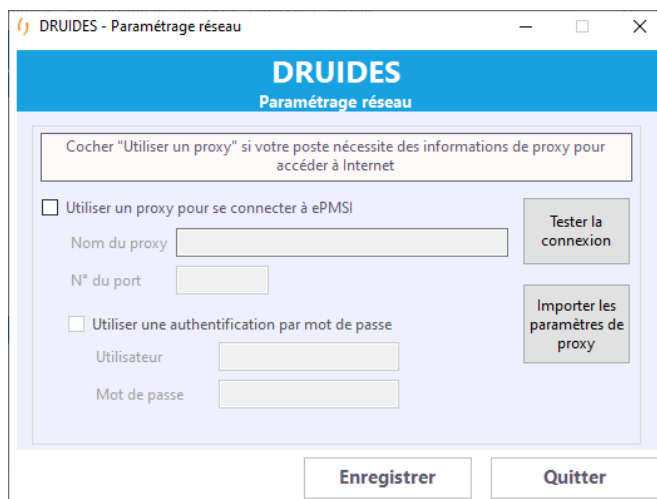 DRUIDES - Paramétrage réseau
DRUIDES
Paramétrage réseau
Cocher "Utiliser un proxy" si votre poste nécessite des informations de proxy pour
accéder à Internet
Utiliser un proxy pour se connecter à ePMSI
Nom du proxy
N° du port
Utiliser une authentification par mot de passe
Utilisateur
Mot de passe
Tester la
connexion
Importer les
paramètres de
proxy
Enregistrer
Quitter